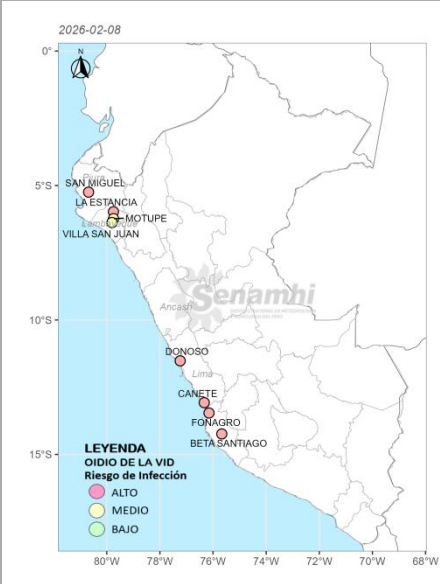 2026-02-08
N
0°
5°S
10°S
15°S
Piura
SAN MIGUEL
LA ESTANCIA
MOTUPE
Lambayeque
VILLA SAN JUAN
Senamhi
Ancash
DONOSO
Lima
CANETE
FONAGRO
BETA SANTIAGO
LEYENDA
OIDIO DE LA VID
Riesgo de Infección
ALTO
MEDIO
BAJO
80°W 78°W 76°W 74°W 72°W 70°W 68°W